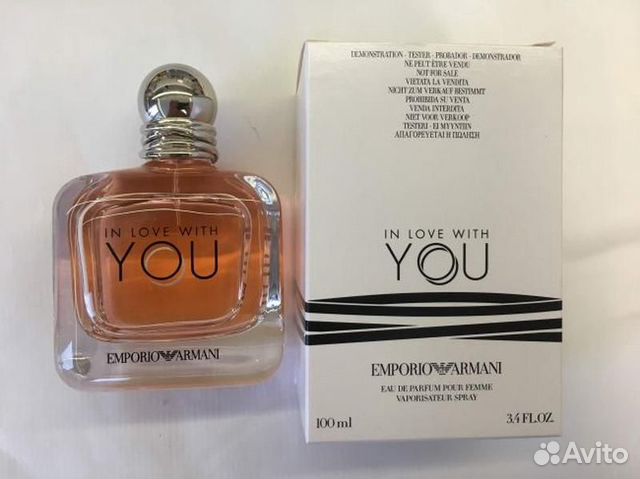 IN LOVE WITH
YOU
EMPORIO ARMANI
DEMONSTRATION - TESTER - PROBADOR - DEMONSTRADOR
NE PEUT ÊTRE VENDU
NOT FOR SALE
VIETATA LA VENDITA
NICHT ZUM VERKAUF BESTIMMT
PROHIBIDA SU VENTA
VENDA INTERDITA
NIET VOOR VERKOOP
TESTERI - EI MYYNTIIN
ΑΠΑΓΟΡΕΥΕΤΑΙ Η ΠΩΛΗΣΗ
IN LOVE WITH
YOU
EMPORIO ARMANI
EAU DE PARFUM POUR FEMME
VAPORISATEUR SPRAY
100 ml 3.4 FL.OZ.
Avito